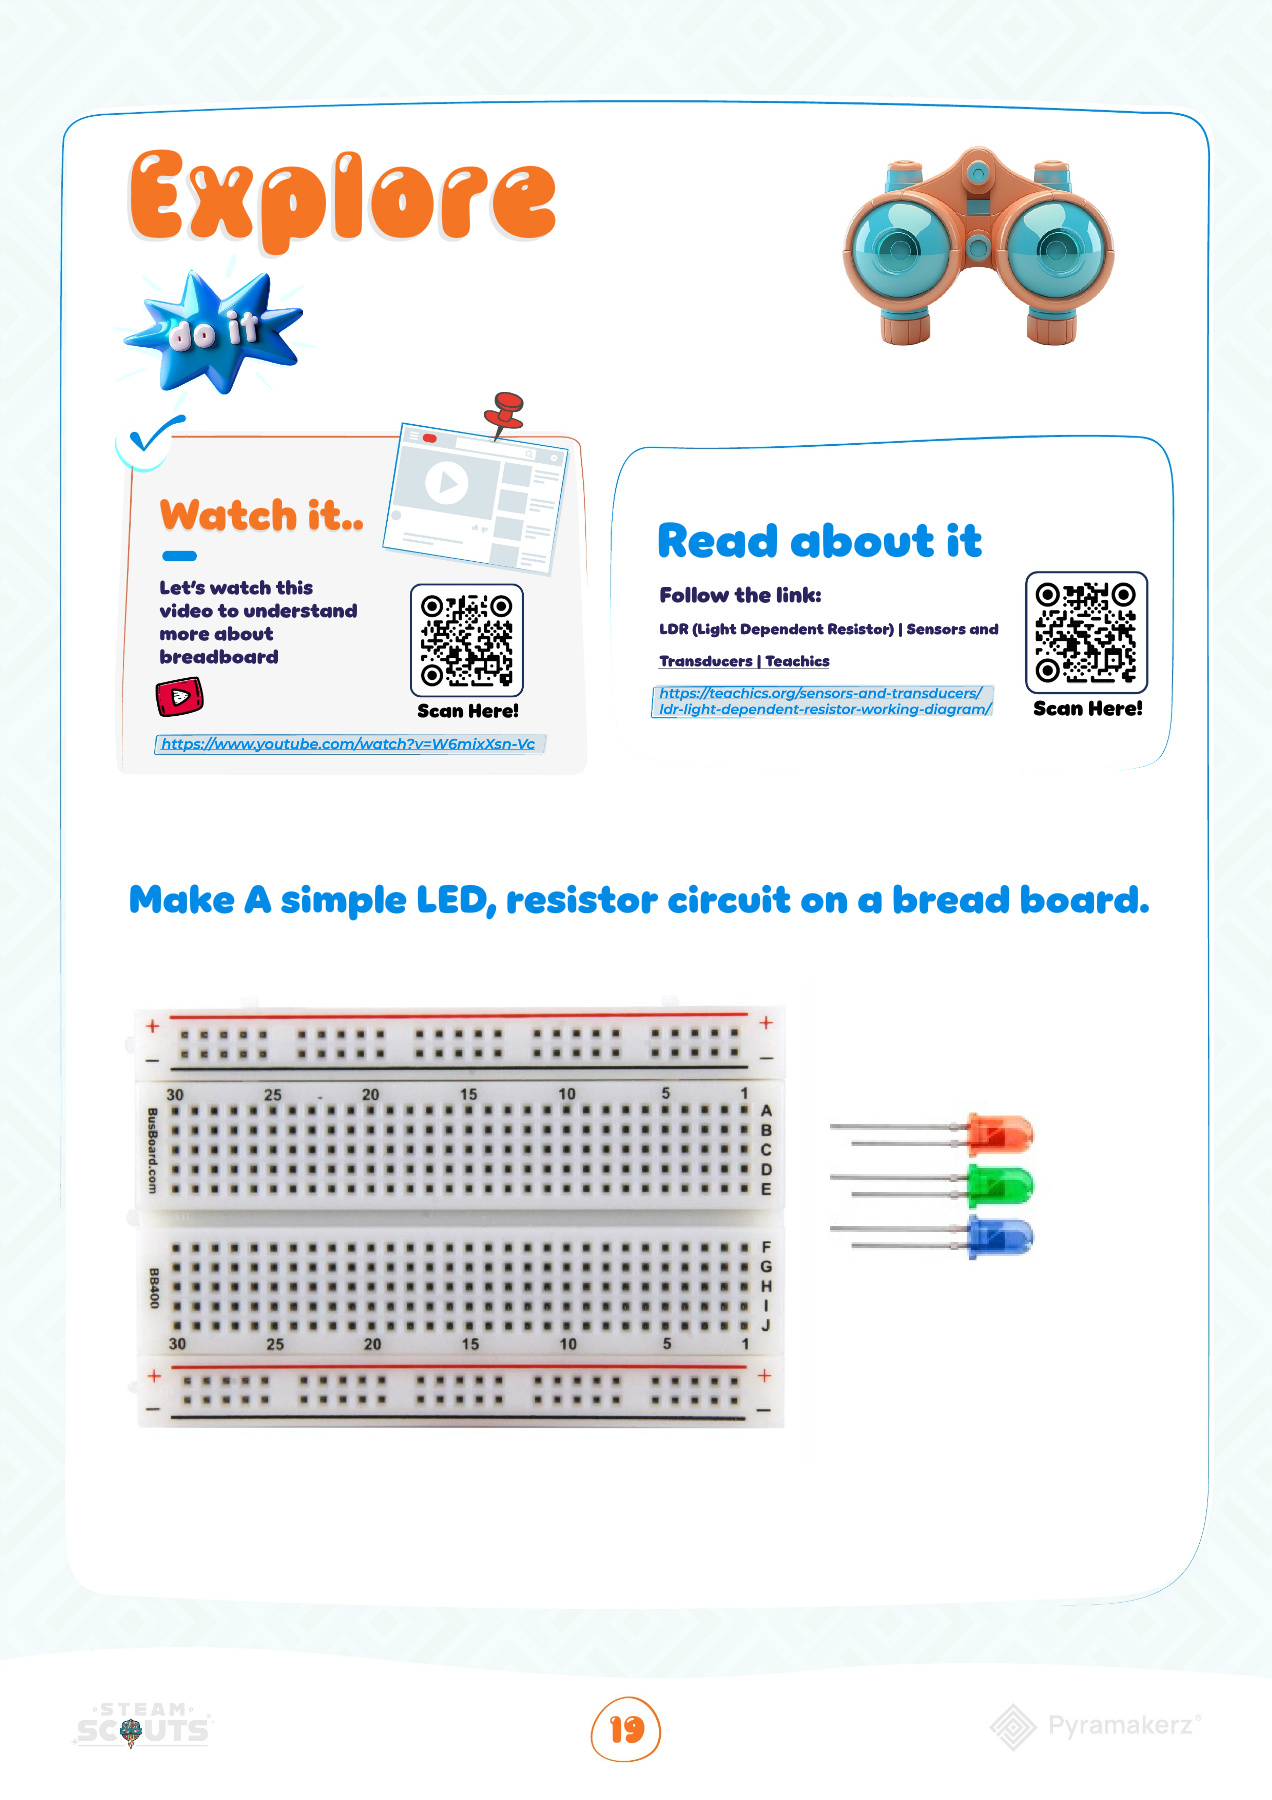 Explore
do it
Watch it..
Let's watch this
video to understand
more about
breadboard
Scan Here!
https://www.youtube.com/watch?v=W6mixXsn-Vc
Read about it
Follow the link:
LDR (Light Dependent Resistor) | Sensors and
Transducers | Teachics
https://teachics.org/sensors-and-transducers/
ldr-light-dependent-resistor-working-diagram/
Scan Here!
Make A simple LED, resistor circuit on a bread board.
+ +
− −
30 25 20 15 10 5 1
BusBoard.com
A
B
C
D
E
BB400
F
G
H
I
J
30 25 20 15 10 5 1
+ +
− −
STEAM
SCOUTS
19
Pyramakerz